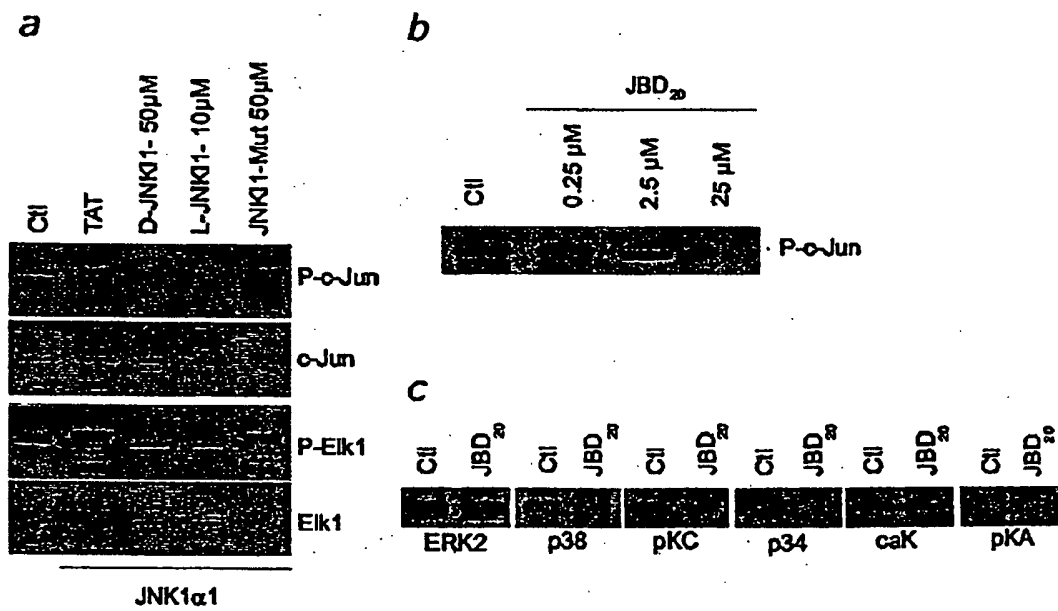 a
Ctl
TAT
D-JNKI1- 50µM
L-JNKI1- 10µM
JNKI1-Mut 50µM
P-c-Jun
c-Jun
P-Elk1
Elk1
JNK1α1
b
JBD20
Ctl
0.25 µM
2.5 µM
25 µM
P-c-Jun
c
Ctl
JBD20
Ctl
JBD20
Ctl
JBD20
Ctl
JBD20
Ctl
JBD20
Ctl
JBD20
ERK2
p38
pKC
p34
caK
pKA